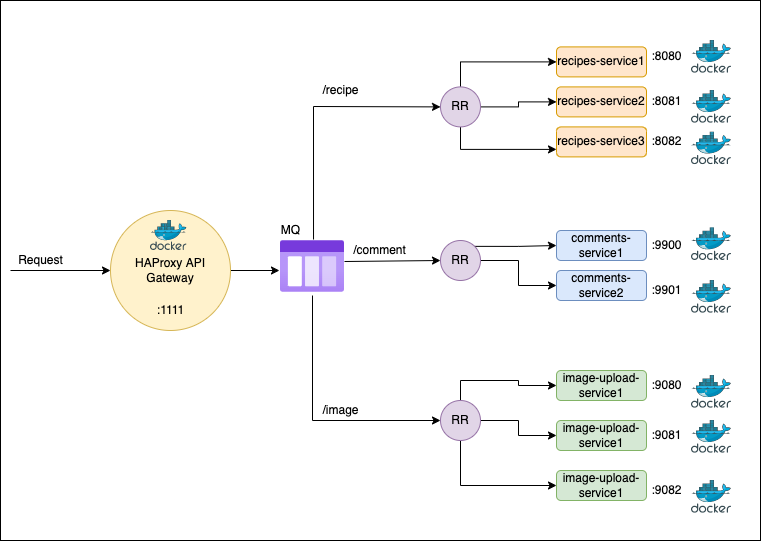 /recipe
RR
recipes-service1
:8080
docker
recipes-service2
:8081
docker
recipes-service3
:8082
docker
Request
docker
HAProxy API
Gateway
:1111
MQ
/comment
RR
comments-
service1
:9900
docker
comments-
service2
:9901
docker
/image
RR
image-upload-
service1
:9080
docker
image-upload-
service1
:9081
docker
image-upload-
service1
:9082
docker